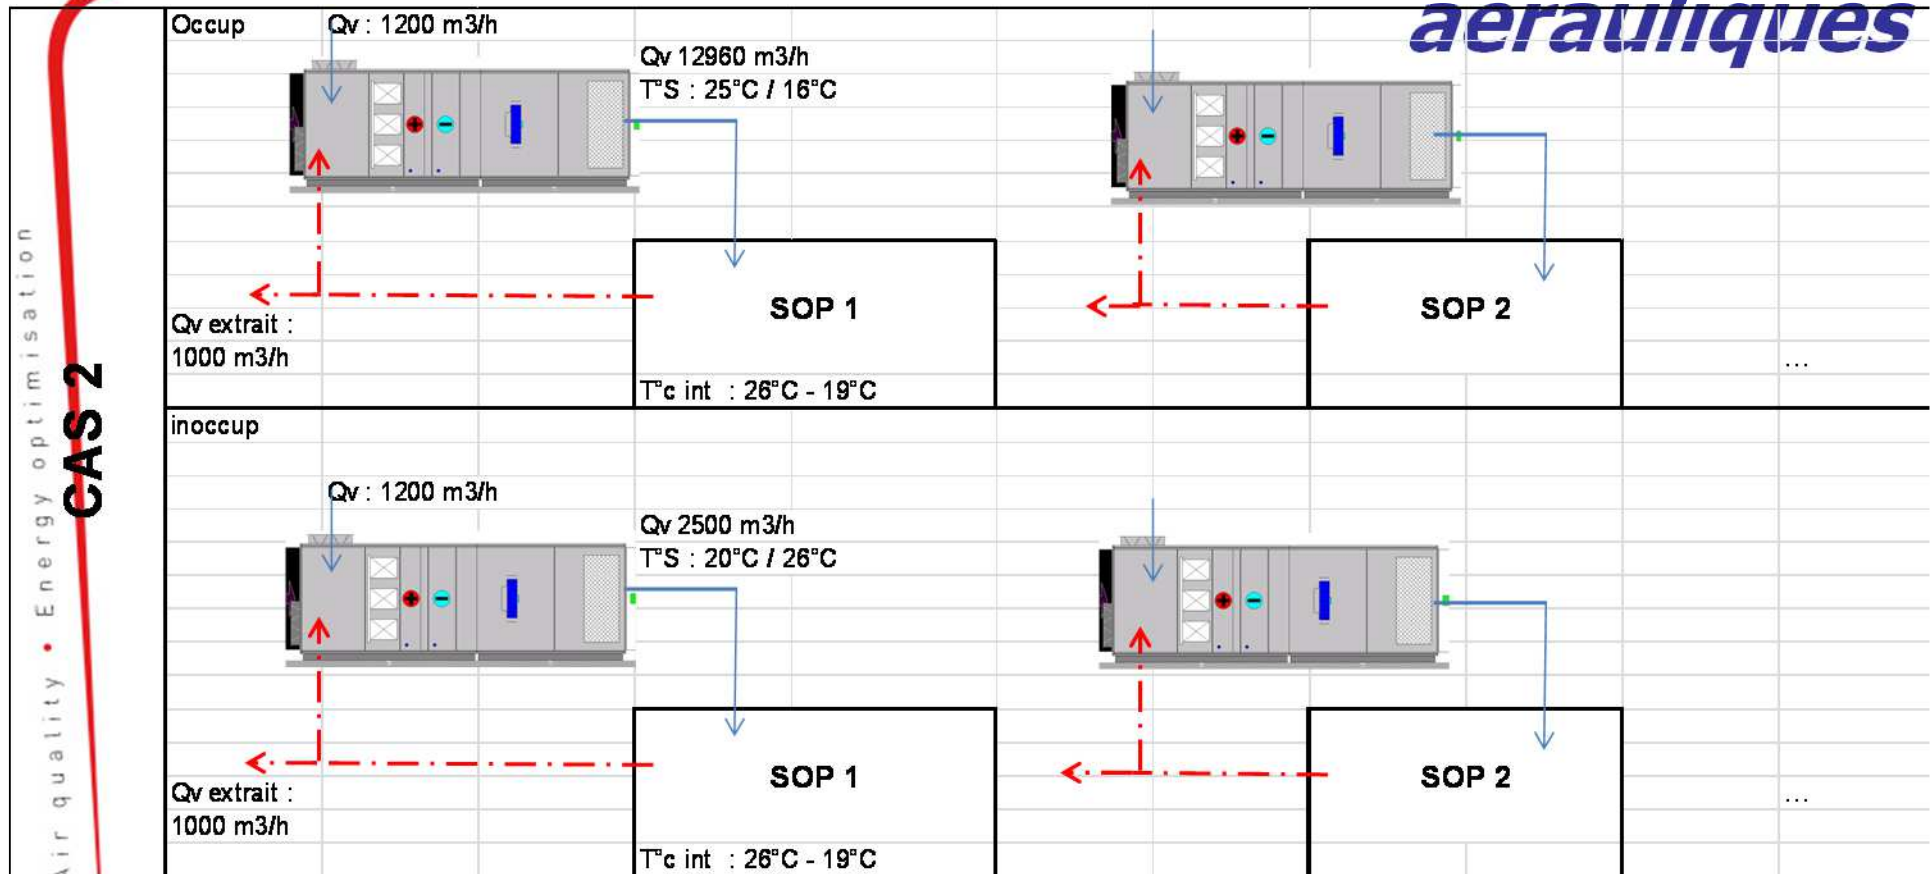 aerauliques
Air quality • Energy optimisation
CAS 2
Occup
Qv : 1200 m3/h
Qv 12960 m3/h
T°S : 25°C / 16°C
SOP 1
SOP 2
Qv extrait :
1000 m3/h
T°c int : 26°C - 19°C
...
inoccup
Qv : 1200 m3/h
Qv 2500 m3/h
T°S : 20°C / 26°C
SOP 1
SOP 2
Qv extrait :
1000 m3/h
T°c int : 26°C - 19°C
...